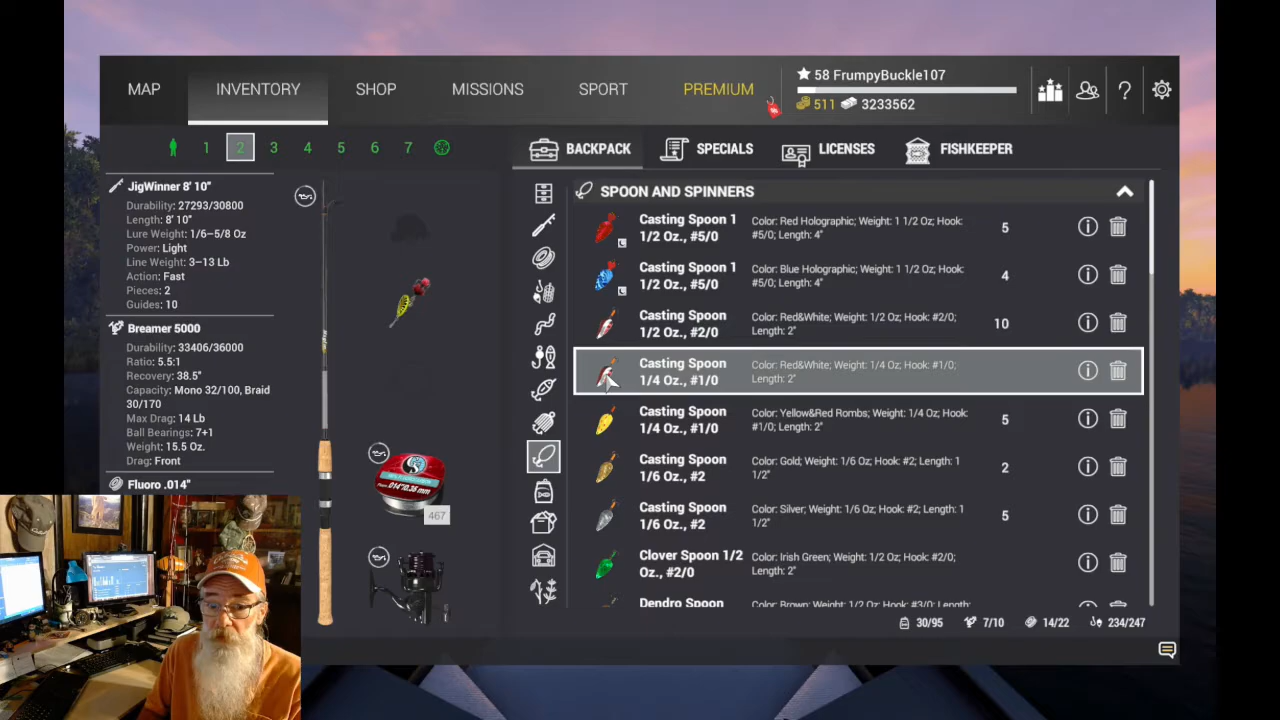 MAP INVENTORY SHOP MISSIONS SPORT PREMIUM
58 FrumpyBuckle107
511 3233562
1 2 3 4 5 6 7
BACKPACK SPECIALS LICENSES FISHKEEPER
JigWinner 8' 10"
Durability: 27293/30800
Length: 8' 10"
Lure Weight: 1/6–5/8 Oz
Power: Light
Line Weight: 3–13 Lb
Action: Fast
Pieces: 2
Guides: 10
Breamer 5000
Durability: 33406/36000
Ratio: 5.5:1
Recovery: 38.5"
Capacity: Mono 32/100, Braid
30/170
Max Drag: 14 Lb
Ball Bearings: 7+1
Weight: 15.5 Oz.
Drag: Front
Fluoro .014"
467
SPOON AND SPINNERS
Casting Spoon 1
1/2 Oz., #5/0
Color: Red Holographic; Weight: 1 1/2 Oz; Hook:
#5/0; Length: 4"
5
Casting Spoon 1
1/2 Oz., #5/0
Color: Blue Holographic; Weight: 1 1/2 Oz; Hook:
#5/0; Length: 4"
4
Casting Spoon
1/2 Oz., #2/0
Color: Red&White; Weight: 1/2 Oz; Hook: #2/0;
Length: 2"
10
Casting Spoon
1/4 Oz., #1/0
Color: Red&White; Weight: 1/4 Oz; Hook: #1/0;
Length: 2"
Casting Spoon
1/4 Oz., #1/0
Color: Yellow&Red Rombs; Weight: 1/4 Oz; Hook:
#1/0; Length: 2"
5
Casting Spoon
1/6 Oz., #2
Color: Gold; Weight: 1/6 Oz; Hook: #2; Length: 1
1/2"
2
Casting Spoon
1/6 Oz., #2
Color: Silver; Weight: 1/6 Oz; Hook: #2; Length: 1
1/2"
5
Clover Spoon 1/2
Oz., #2/0
Color: Irish Green; Weight: 1/2 Oz; Hook: #2/0;
Length: 2"
Dendro Spoon
Color: Brown; Weight: 1/2 Oz; Hook: #3/0; Length:
30/95 7/10 14/22 234/247